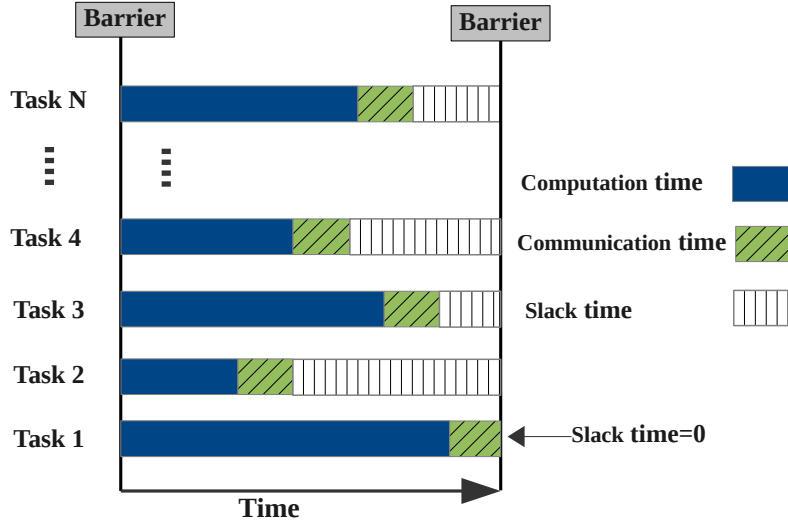 Barrier
Barrier
Task N
Task 4
Task 3
Task 2
Task 1
Computation time
Communication time
Slack time
Slack time=0
Time